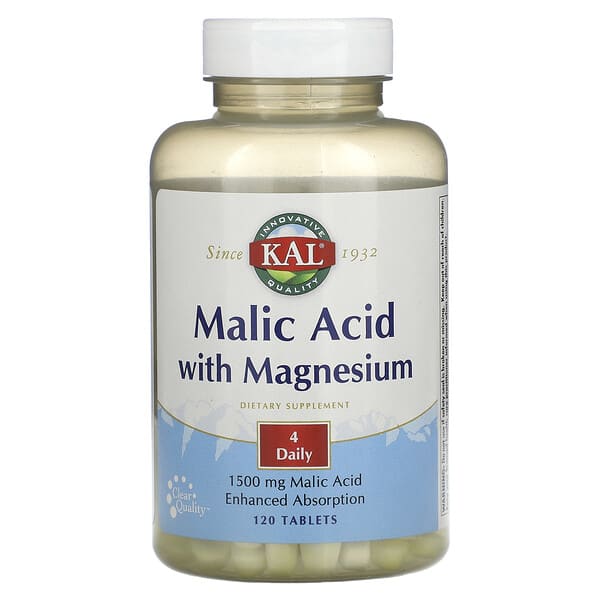 INNOVATIVE
Since KAL® 1932
QUALITY
Malic Acid
with Magnesium
DIETARY SUPPLEMENT
4
Daily
1500 mg Malic Acid
Enhanced Absorption
120 TABLETS
Clear
Quality™